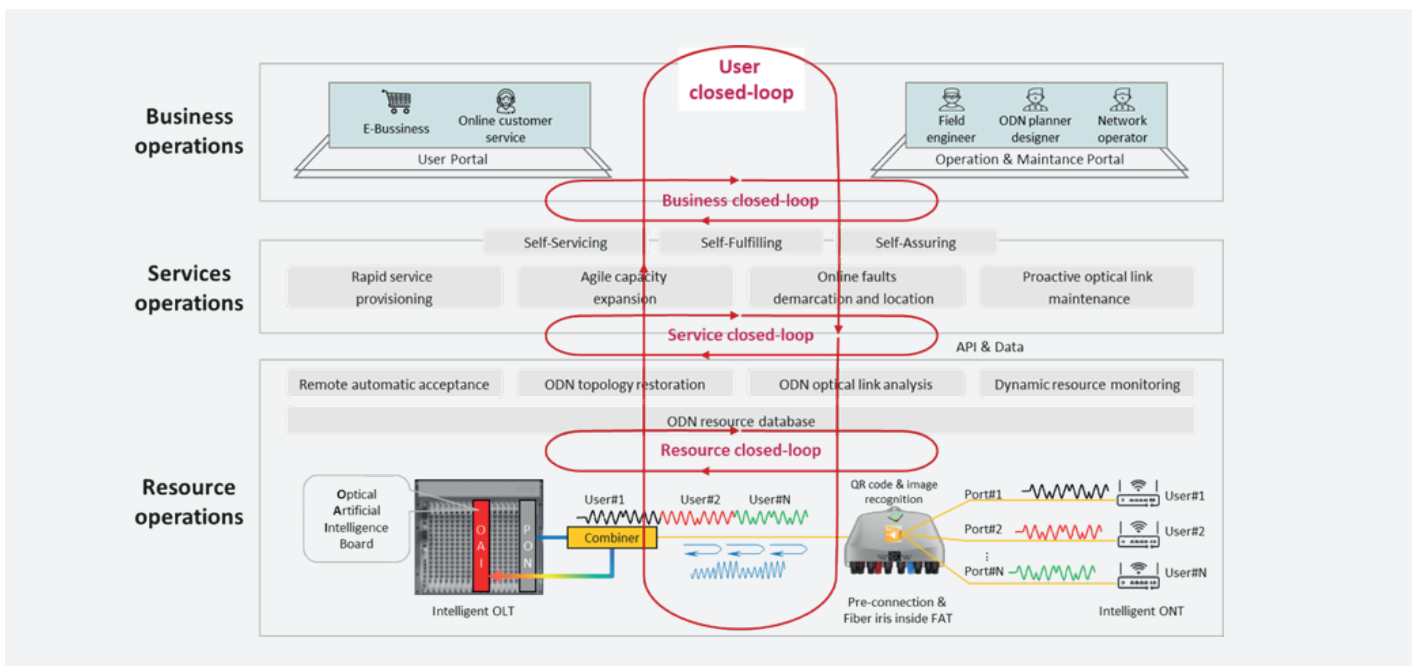 User
closed-loop
Business
operations
E-Bussiness
Online customer
service
User Portal
Field
engineer
ODN planner
designer
Network
operator
Operation & Maintance Portal
Business closed-loop
Self-Servicing
Self-Fulfilling
Self-Assuring
Services
operations
Rapid service
provisioning
Agile capacity
expansion
Online faults
demarcation and location
Proactive optical link
maintenance
Service closed-loop
API & Data
Remote automatic acceptance
ODN topology restoration
ODN optical link analysis
Dynamic resource monitoring
ODN resource database
Resource closed-loop
Resource
operations
Optical
Artificial
Intelligence
Board
OAI
PON
Intelligent OLT
User#1
User#2
User#N
Combiner
QR code & image
recognition
Pre-connection &
Fiber iris inside FAT
Port#1
User#1
Port#2
User#2
⋮
Port#N
User#N
Intelligent ONT